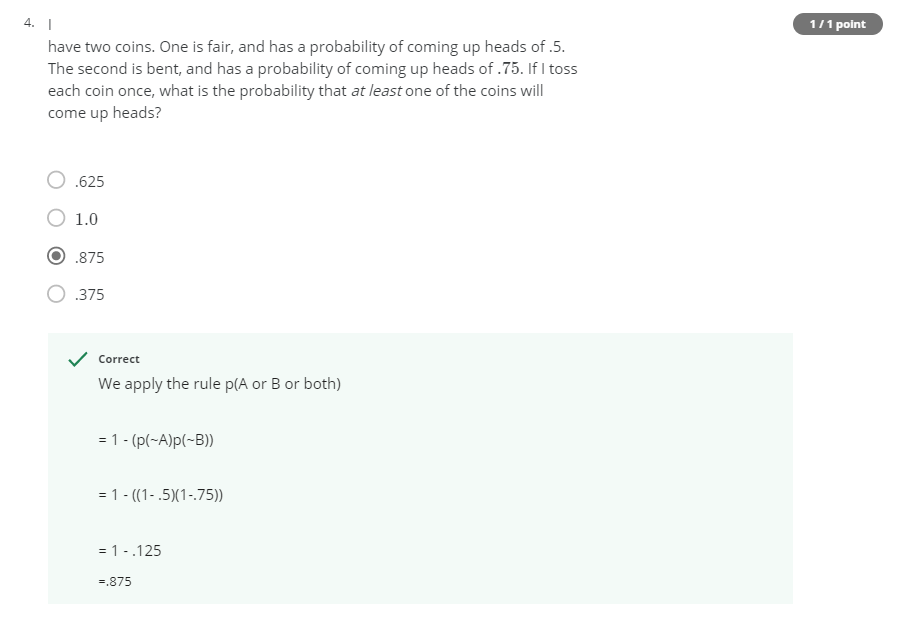 4. I
1 / 1 point
have two coins. One is fair, and has a probability of coming up heads of .5.
The second is bent, and has a probability of coming up heads of .75. If I toss
each coin once, what is the probability that at least one of the coins will
come up heads?
.625
1.0
.875
.375
Correct
We apply the rule p(A or B or both)
= 1 - (p(~A)p(~B))
= 1 - ((1- .5)(1-.75))
= 1 - .125
=.875